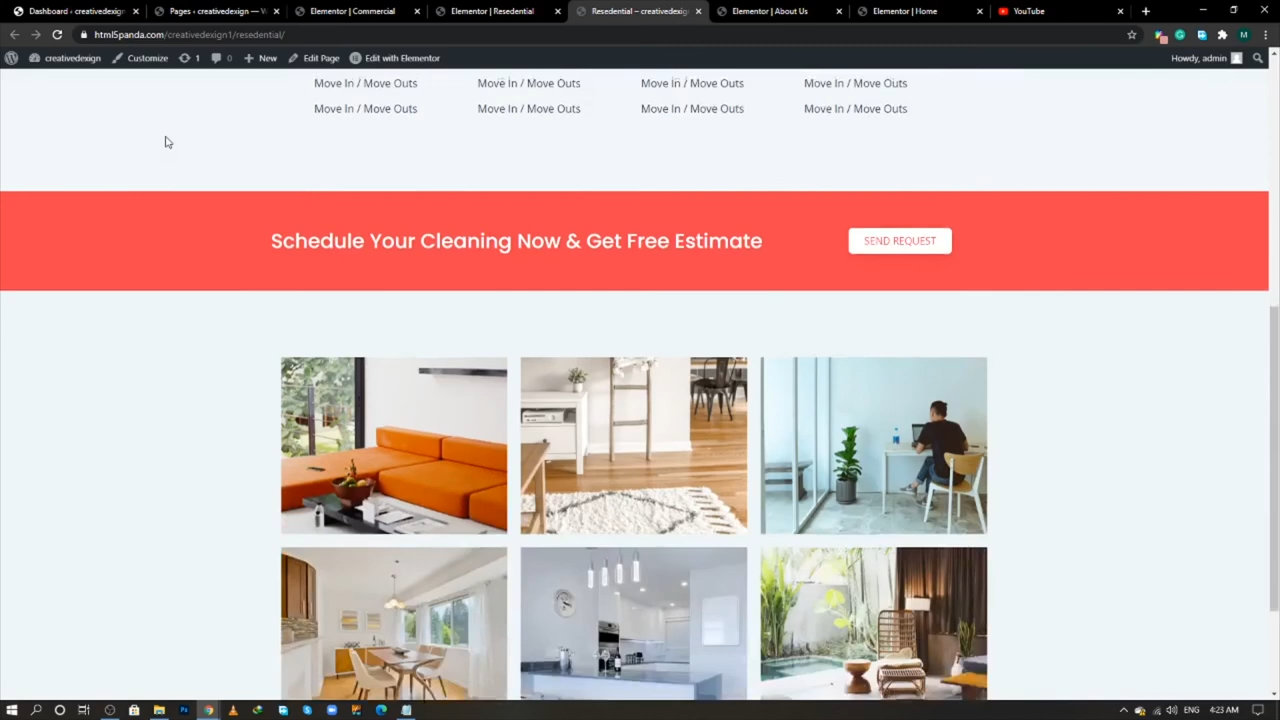 Dashboard ‹ creativedexign
Pages ‹ creativedexign — W
Elementor | Commercial
Elementor | Resedential
Resedential – creativedexign
Elementor | About Us
Elementor | Home
YouTube
html5panda.com/creativedexign1/resedential/
M
creativedexign
Customize
1
0
New
Edit Page
Edit with Elementor
Howdy, admin
Move In / Move Outs Move In / Move Outs Move In / Move Outs Move In / Move Outs
Move In / Move Outs Move In / Move Outs Move In / Move Outs Move In / Move Outs
Schedule Your Cleaning Now & Get Free Estimate
SEND REQUEST
ENG
4:23 AM